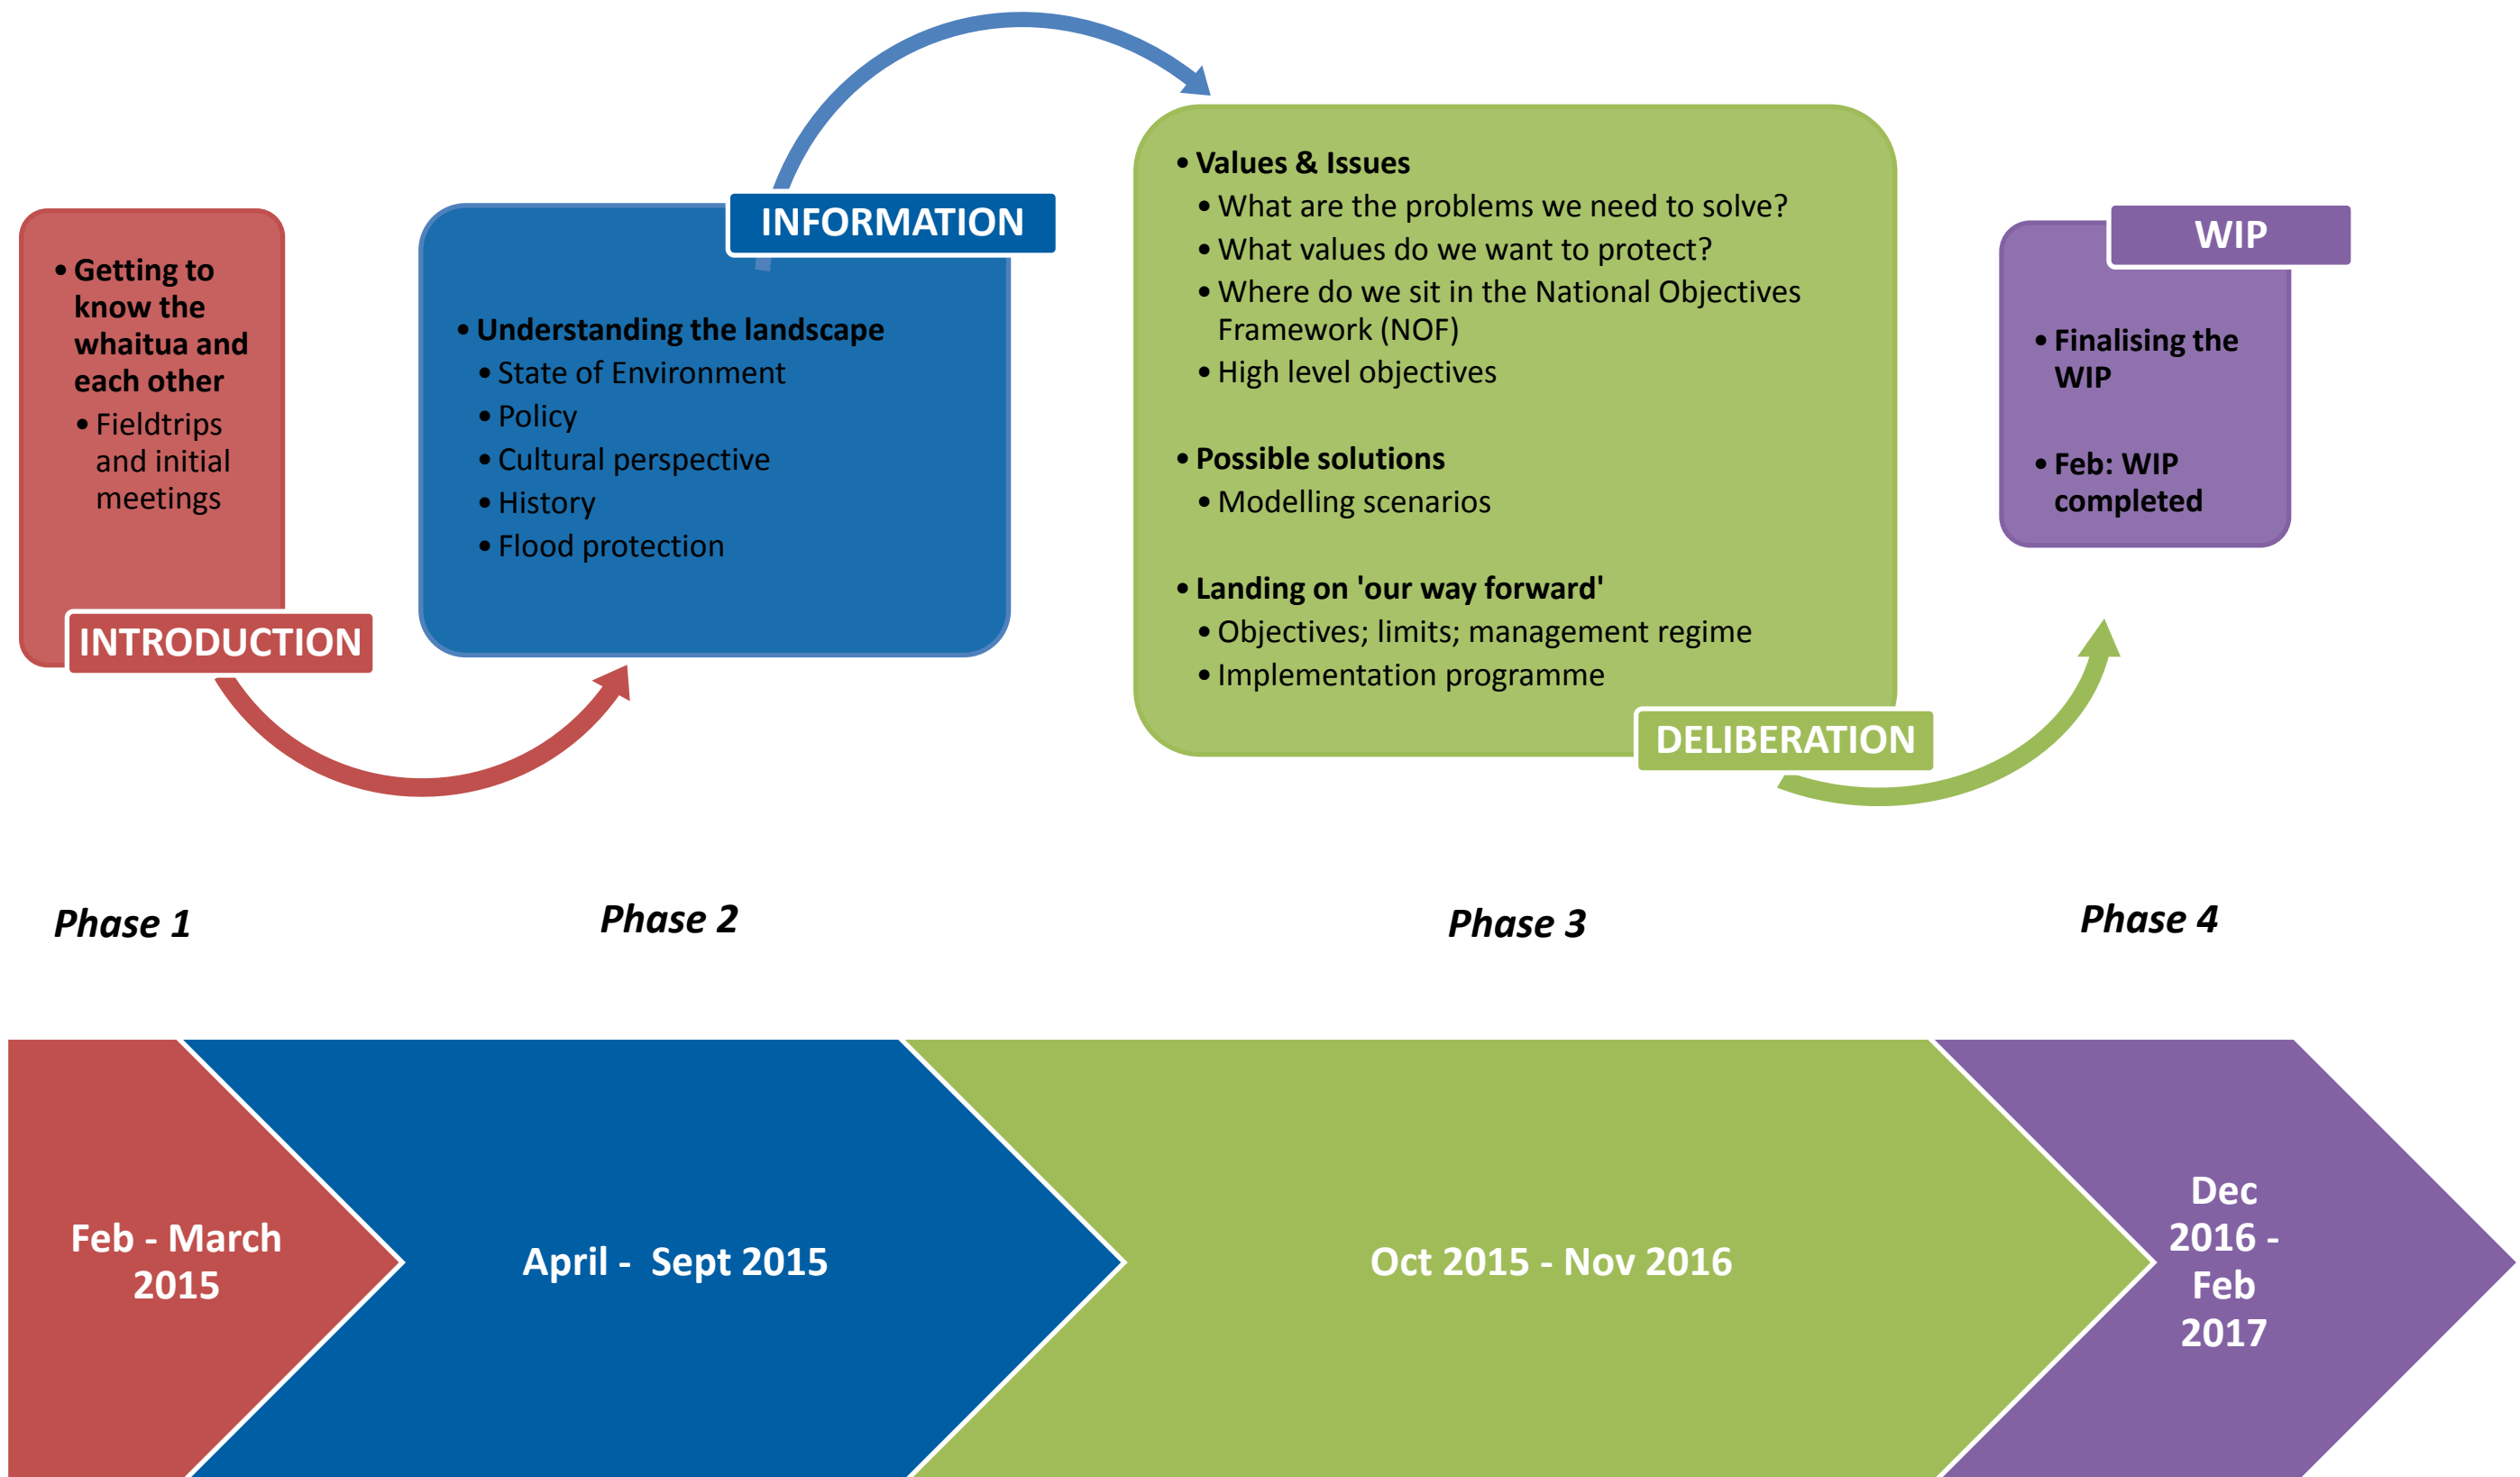 • Getting to
know the
whaitua and
each other
• Fieldtrips
and initial
meetings
INTRODUCTION
INFORMATION
• Understanding the landscape
• State of Environment
• Policy
• Cultural perspective
• History
• Flood protection
• Values & Issues
• What are the problems we need to solve?
• What values do we want to protect?
• Where do we sit in the National Objectives
Framework (NOF)
• High level objectives
• Possible solutions
• Modelling scenarios
• Landing on 'our way forward'
• Objectives; limits; management regime
• Implementation programme
DELIBERATION
WIP
• Finalising the
WIP
• Feb: WIP
completed
Phase 1
Phase 2
Phase 3
Phase 4
Feb - March
2015
April - Sept 2015
Oct 2015 - Nov 2016
Dec
2016 -
Feb
2017